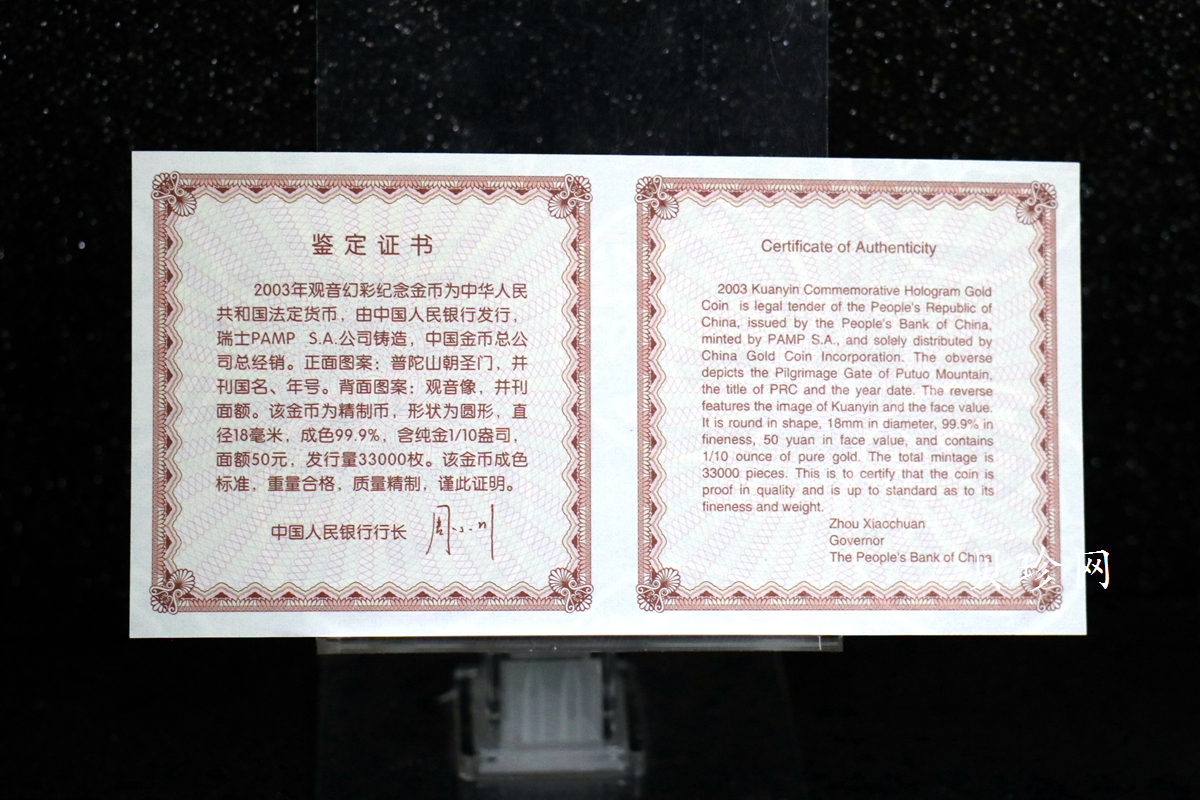 鉴定证书
2003年观音幻彩纪念金币为中华人民
共和国法定货币，由中国人民银行发行，
瑞士PAMP S.A.公司铸造，中国金币总公
司总经销。正面图案：普陀山朝圣门，并
刊国名、年号。背面图案：观音像，并刊
面额。该金币为精制币，形状为圆形，直
径18毫米，成色99.9%，含纯金1/10盎司，
面额50元，发行量33000枚。该金币成色
标准，重量合格，质量精制，谨此证明。
中国人民银行行长
Certificate of Authenticity
2003 Kuanyin Commemorative Hologram Gold
Coin is legal tender of the People's Republic of
China, issued by the People's Bank of China,
minted by PAMP S.A., and solely distributed by
China Gold Coin Incorporation. The obverse
depicts the Pilgrimage Gate of Putuo Mountain,
the title of PRC and the year date. The reverse
features the image of Kuanyin and the face value.
It is round in shape, 18mm in diameter, 99.9% in
fineness, 50 yuan in face value, and contains
1/10 ounce of pure gold. The total mintage is
33000 pieces. This is to certify that the coin is
proof in quality and is up to standard as to its
fineness and weight.
Zhou Xiaochuan
Governor
The People's Bank of China
网